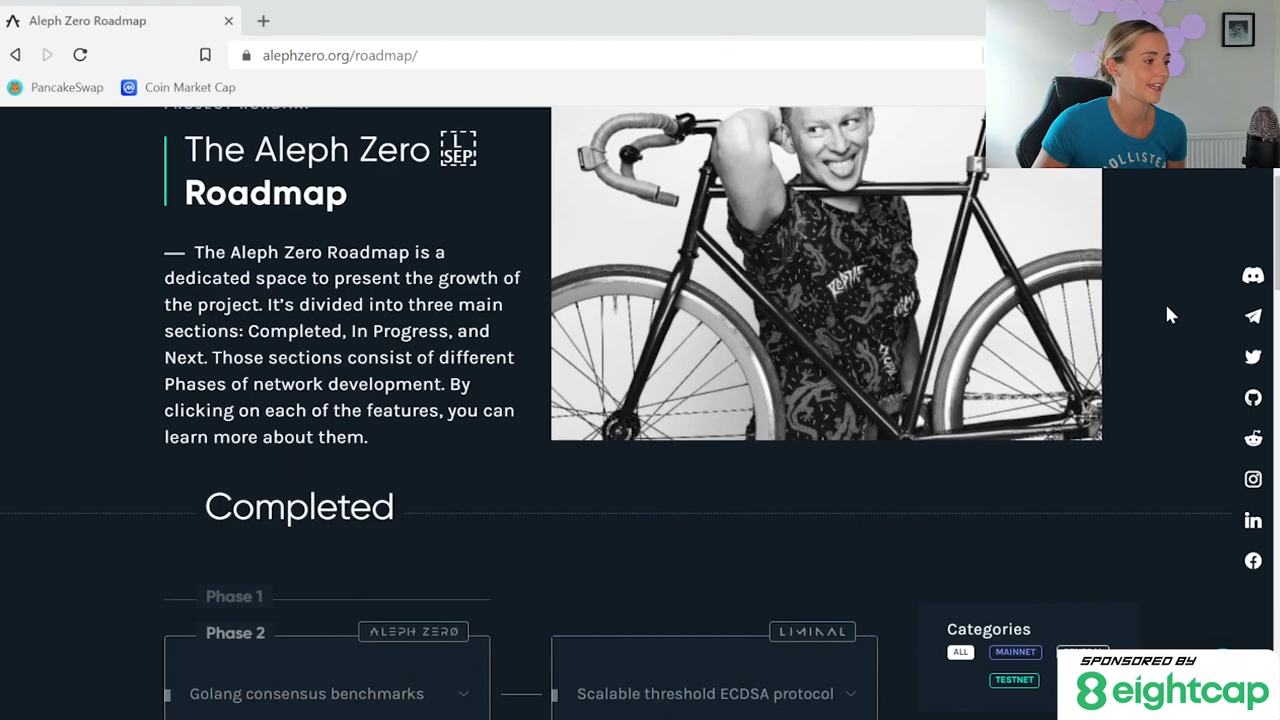 Aleph Zero Roadmap
alephzero.org/roadmap/
PancakeSwap
Coin Market Cap
The Aleph Zero L SEP
Roadmap
— The Aleph Zero Roadmap is a
dedicated space to present the growth of
the project. It's divided into three main
sections: Completed, In Progress, and
Next. Those sections consist of different
Phases of network development. By
clicking on each of the features, you can
learn more about them.
Completed
Phase 1
Phase 2
ALEPH ZERO
LIMINAL
Golang consensus benchmarks
Scalable threshold ECDSA protocol
Categories
ALL
MAINNET
TESTNET
SPONSORED BY
8eightcap